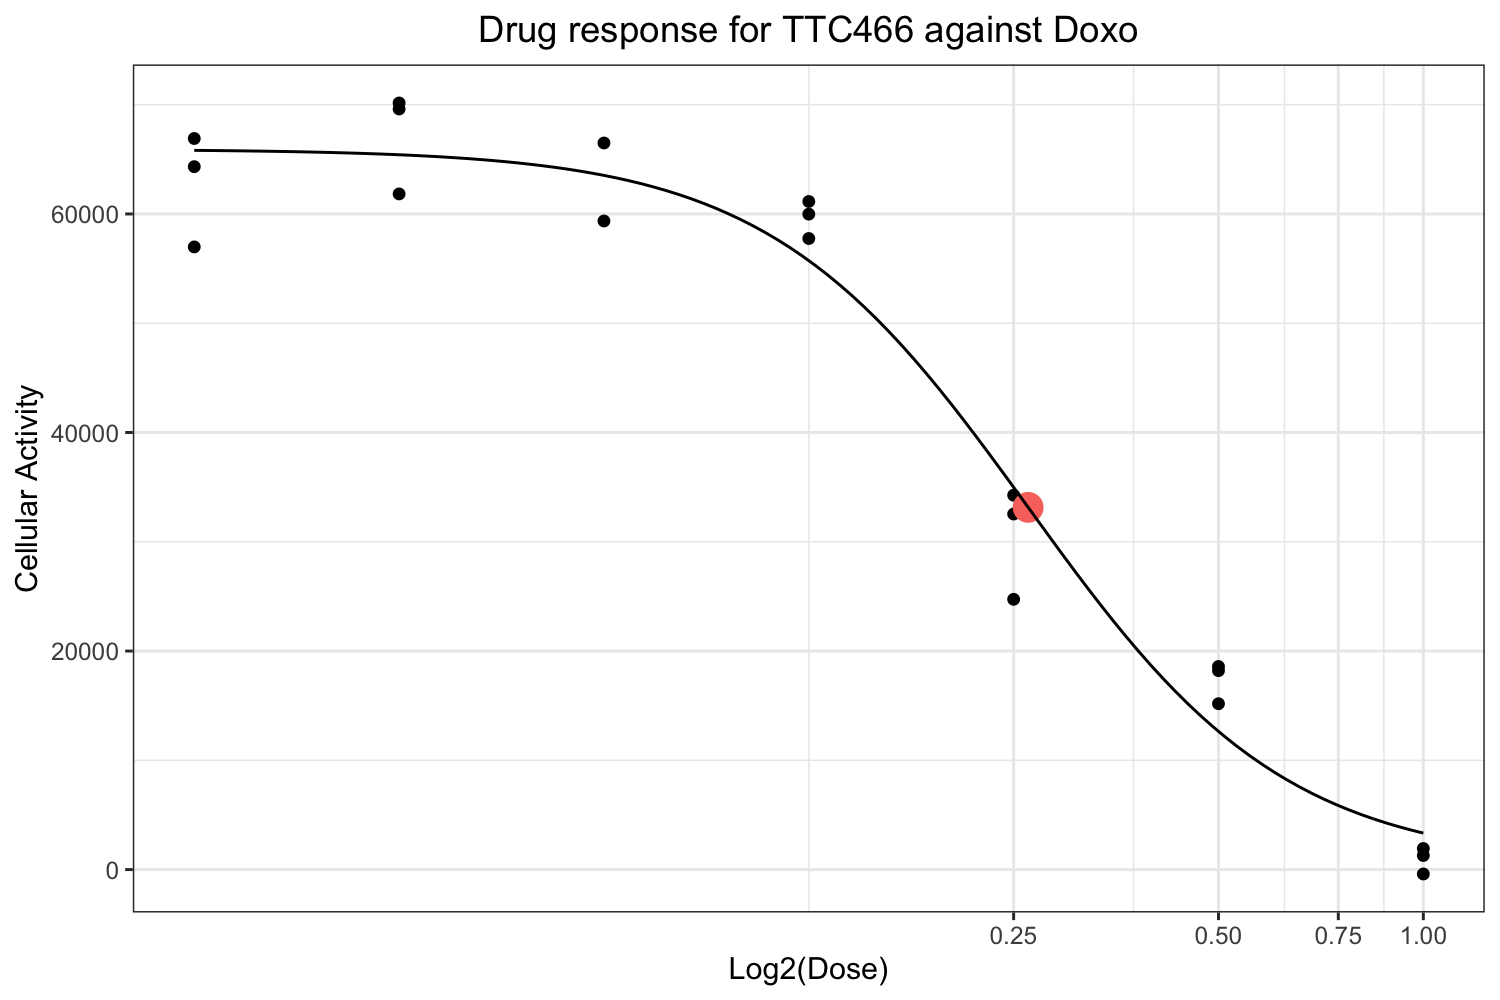 Drug response for TTC466 against Doxo
Cellular Activity
60000
40000
20000
0
0.25 0.50 0.75 1.00
Log2(Dose)